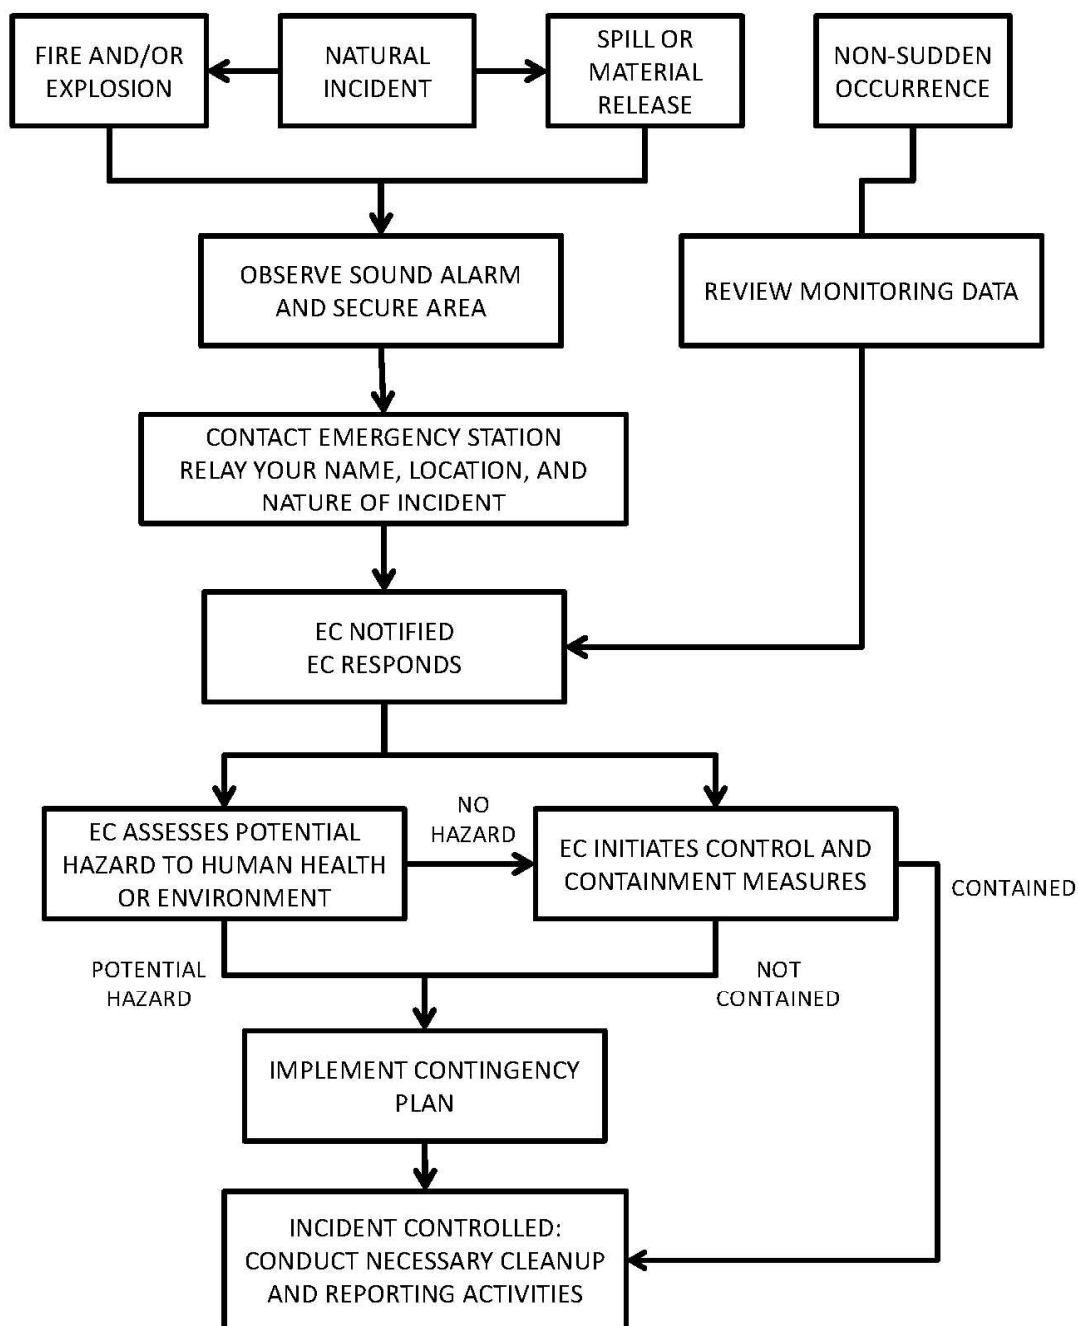 FIRE AND/OR
EXPLOSION
NATURAL
INCIDENT
SPILL OR
MATERIAL
RELEASE
NON-SUDDEN
OCCURRENCE
OBSERVE SOUND ALARM
AND SECURE AREA
REVIEW MONITORING DATA
CONTACT EMERGENCY STATION
RELAY YOUR NAME, LOCATION, AND
NATURE OF INCIDENT
EC NOTIFIED
EC RESPONDS
EC ASSESSES POTENTIAL
HAZARD TO HUMAN HEALTH
OR ENVIRONMENT
NO
HAZARD
EC INITIATES CONTROL AND
CONTAINMENT MEASURES
CONTAINED
POTENTIAL
HAZARD
NOT
CONTAINED
IMPLEMENT CONTINGENCY
PLAN
INCIDENT CONTROLLED:
CONDUCT NECESSARY CLEANUP
AND REPORTING ACTIVITIES